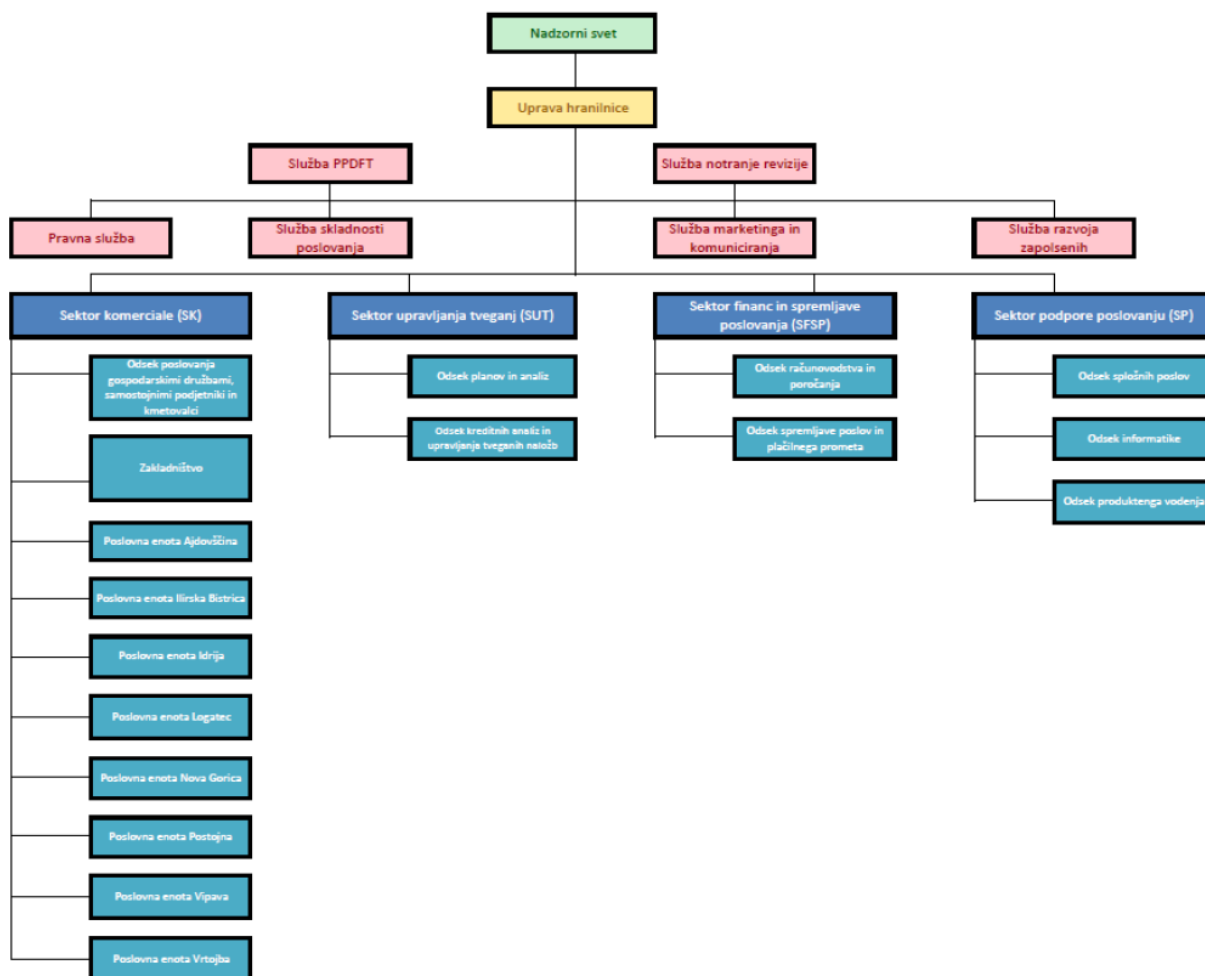 Nadzorni svet
Uprava hranilnice
Služba PPDFT
Služba notranje revizije
Pravna služba
Služba skladnosti
poslovanja
Služba marketinga in
komuniciranja
Služba razvoja
zapolsenih
Sektor komerciale (SK)
Sektor upravljanja tveganj (SUT)
Sektor financ in spremljave
poslovanja (SFSP)
Sektor podpore poslovanju (SP)
Odsek poslovanja
gospodarskimi družbami,
samostojnimi podjetniki in
kmetovalci
Zakladništvo
Poslovna enota Ajdovščina
Poslovna enota Ilirska Bistrica
Poslovna enota Idrija
Poslovna enota Logatec
Poslovna enota Nova Gorica
Poslovna enota Postojna
Poslovna enota Vipava
Poslovna enota Vrtojba
Odsek planov in analiz
Odsek kreditnih analiz in
upravljanja tveganih naložb
Odsek računovodstva in
poročanja
Odsek spremljave poslov in
plačilnega prometa
Odsek splošnih poslov
Odsek informatike
Odsek produktenga vodenja